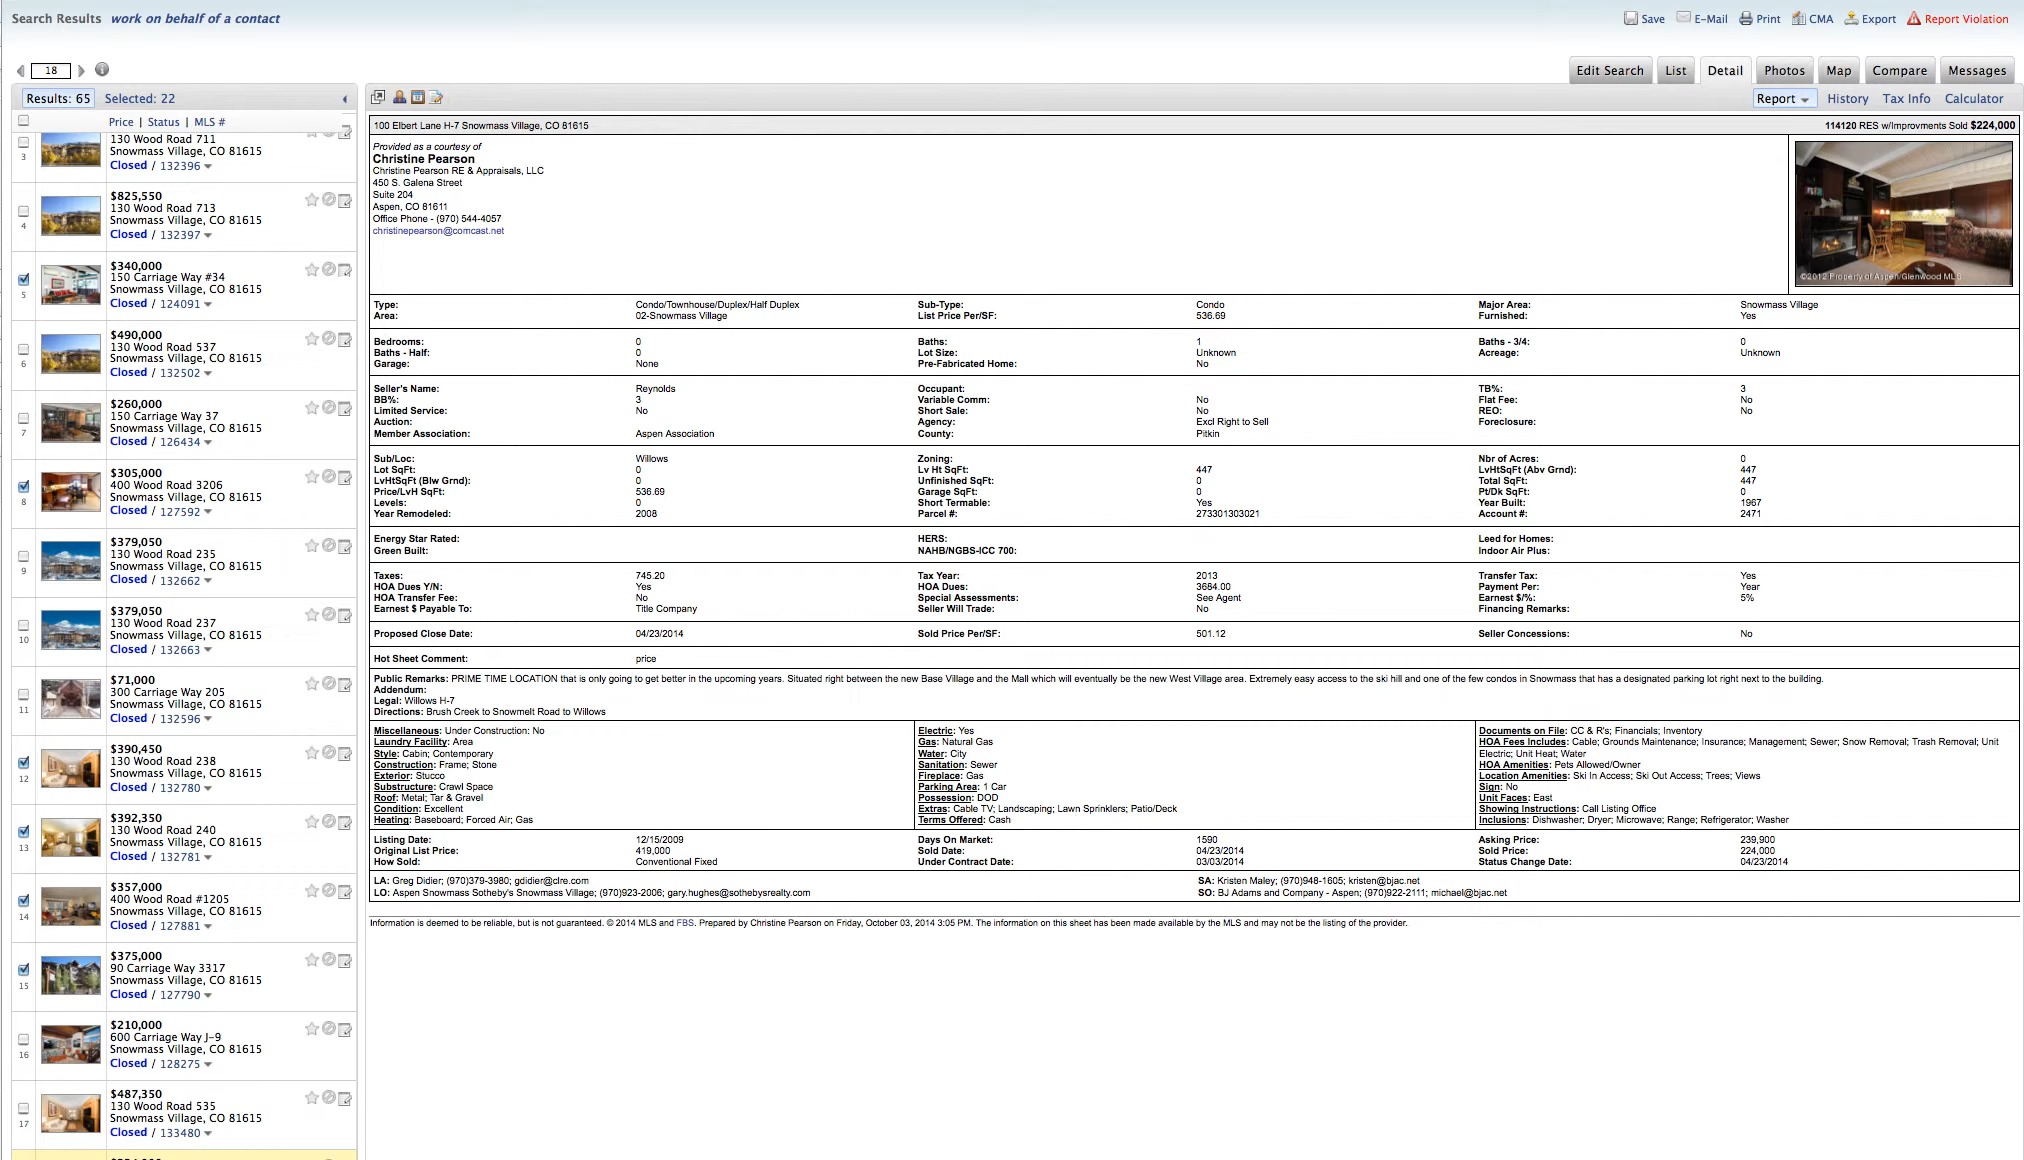 Search Results work on behalf of a contact
Save E-Mail Print CMA Export Report Violation
18
Edit Search List Detail Photos Map Compare Messages
Results: 65 Selected: 22
Report History Tax Info Calculator
Price | Status | MLS #
3
130 Wood Road 711
Snowmass Village, CO 81615
Closed / 132396
4
$825,550
130 Wood Road 713
Snowmass Village, CO 81615
Closed / 132397
5
$340,000
150 Carriage Way #34
Snowmass Village, CO 81615
Closed / 124091
6
$490,000
130 Wood Road 537
Snowmass Village, CO 81615
Closed / 132502
7
$260,000
150 Carriage Way 37
Snowmass Village, CO 81615
Closed / 126434
8
$305,000
400 Wood Road 3206
Snowmass Village, CO 81615
Closed / 127592
9
$379,050
130 Wood Road 235
Snowmass Village, CO 81615
Closed / 132662
10
$379,050
130 Wood Road 237
Snowmass Village, CO 81615
Closed / 132663
11
$71,000
300 Carriage Way 205
Snowmass Village, CO 81615
Closed / 132596
12
$390,450
130 Wood Road 238
Snowmass Village, CO 81615
Closed / 132780
13
$392,350
130 Wood Road 240
Snowmass Village, CO 81615
Closed / 132781
14
$357,000
400 Wood Road #1205
Snowmass Village, CO 81615
Closed / 127881
15
$375,000
90 Carriage Way 3317
Snowmass Village, CO 81615
Closed / 127790
16
$210,000
600 Carriage Way J-9
Snowmass Village, CO 81615
Closed / 128275
17
$487,350
130 Wood Road 535
Snowmass Village, CO 81615
Closed / 133480
100 Elbert Lane H-7 Snowmass Village, CO 81615 114120 RES w/Improvments Sold $224,000
Provided as a courtesy of
Christine Pearson
Christine Pearson RE & Appraisals, LLC
450 S. Galena Street
Suite 204
Aspen, CO 81611
Office Phone - (970) 544-4057
christinepearson@comcast.net
©2012 Property of Aspen/Glenwood MLS
Type: Condo/Townhouse/Duplex/Half Duplex Sub-Type: Condo Major Area: Snowmass Village
Area: 02-Snowmass Village List Price Per/SF: 536.69 Furnished: Yes
Bedrooms: 0 Baths: 1 Baths - 3/4: 0
Baths - Half: 0 Lot Size: Unknown Acreage: Unknown
Garage: None Pre-Fabricated Home: No
Seller's Name: Reynolds Occupant: TB%: 3
BB%: 3 Variable Comm: No Flat Fee: No
Limited Service: No Short Sale: No REO: No
Auction: Agency: Excl Right to Sell Foreclosure:
Member Association: Aspen Association County: Pitkin
Sub/Loc: Willows Zoning: Nbr of Acres: 0
Lot SqFt: 0 Lv Ht SqFt: 447 LvHtSqFt (Abv Grnd): 447
LvHtSqFt (Blw Grnd): 0 Unfinished SqFt: 0 Total SqFt: 447
Price/LvH SqFt: 536.69 Garage SqFt: 0 Pt/Dk SqFt: 0
Levels: 0 Short Termable: Yes Year Built: 1967
Year Remodeled: 2008 Parcel #: 273301303021 Account #: 2471
Energy Star Rated: HERS: Leed for Homes:
Green Built: NAHB/NGBS-ICC 700: Indoor Air Plus:
Taxes: 745.20 Tax Year: 2013 Transfer Tax: Yes
HOA Dues Y/N: Yes HOA Dues: 3684.00 Payment Per: Year
HOA Transfer Fee: No Special Assessments: See Agent Earnest $/%: 5%
Earnest $ Payable To: Title Company Seller Will Trade: No Financing Remarks:
Proposed Close Date: 04/23/2014 Sold Price Per/SF: 501.12 Seller Concessions: No
Hot Sheet Comment: price
Public Remarks: PRIME TIME LOCATION that is only going to get better in the upcoming years. Situated right between the new Base Village and the Mall which will eventually be the new West Village area. Extremely easy access to the ski hill and one of the few condos in Snowmass that has a designated parking lot right next to the building.
Addendum:
Legal: Willows H-7
Directions: Brush Creek to Snowmelt Road to Willows
Miscellaneous: Under Construction: No
Laundry Facility: Area
Style: Cabin; Contemporary
Construction: Frame; Stone
Exterior: Stucco
Substructure: Crawl Space
Roof: Metal; Tar & Gravel
Condition: Excellent
Heating: Baseboard; Forced Air; Gas
Electric: Yes
Gas: Natural Gas
Water: City
Sanitation: Sewer
Fireplace: Gas
Parking Area: 1 Car
Possession: DOD
Extras: Cable TV; Landscaping; Lawn Sprinklers; Patio/Deck
Terms Offered: Cash
Documents on File: CC & R's; Financials; Inventory
HOA Fees Includes: Cable; Grounds Maintenance; Insurance; Management; Sewer; Snow Removal; Trash Removal; Unit
Electric; Unit Heat; Water
HOA Amenities: Pets Allowed/Owner
Location Amenities: Ski In Access; Ski Out Access; Trees; Views
Sign: No
Unit Faces: East
Showing Instructions: Call Listing Office
Inclusions: Dishwasher; Dryer; Microwave; Range; Refrigerator; Washer
Listing Date: 12/15/2009 Days On Market: 1590 Asking Price: 239,900
Original List Price: 419,000 Sold Date: 04/23/2014 Sold Price: 224,000
How Sold: Conventional Fixed Under Contract Date: 03/03/2014 Status Change Date: 04/23/2014
LA: Greg Didier; (970)379-3980; gdidier@clre.com SA: Kristen Maley; (970)948-1605; kristen@bjac.net
LO: Aspen Snowmass Sotheby's Snowmass Village; (970)923-2006; gary.hughes@sothebysrealty.com SO: BJ Adams and Company - Aspen; (970)922-2111; michael@bjac.net
Information is deemed to be reliable, but is not guaranteed. © 2014 MLS and FBS. Prepared by Christine Pearson on Friday, October 03, 2014 3:05 PM. The information on this sheet has been made available by the MLS and may not be the listing of the provider.